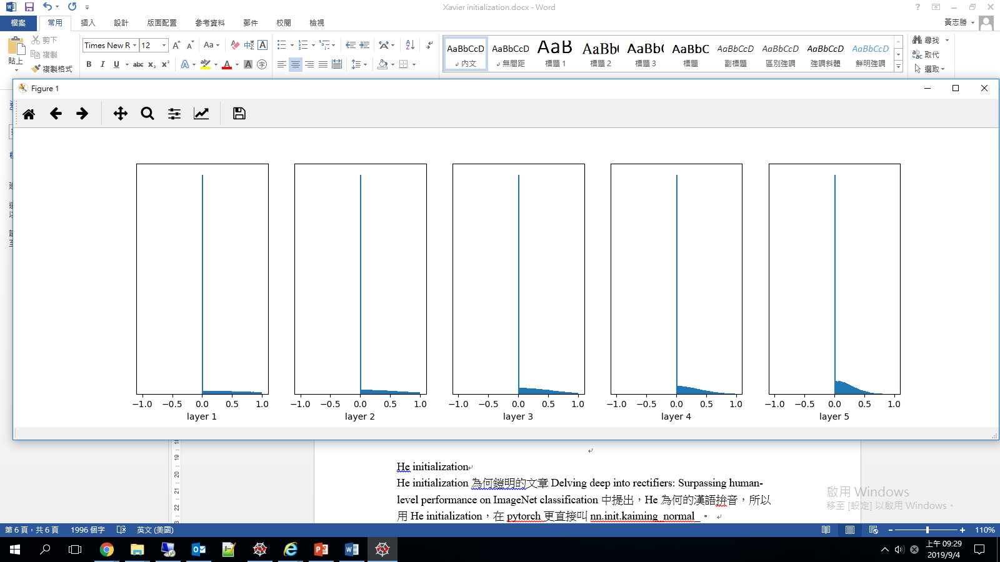 Xavier initialization.docx - Word
檔案 常用 插入 設計 版面配置 參考資料 郵件 校閱 檢視
黃志勝
貼上
剪下
複製
複製格式
Times New R 12
AaBbCcD AaBbCcD AaB AaBb( AaBb( AaBbC AaBbCcD AaBbCcD AaBbCcD AaBbCcD
內文 無間距 標題 1 標題 2 標題 3 標題 副標題 區別強調 強調斜體 鮮明強調
尋找
取代
選取
Figure 1
−1.0 −0.5 0.0 0.5 1.0
layer 1
−1.0 −0.5 0.0 0.5 1.0
layer 2
−1.0 −0.5 0.0 0.5 1.0
layer 3
−1.0 −0.5 0.0 0.5 1.0
layer 4
−1.0 −0.5 0.0 0.5 1.0
layer 5
He initialization
He initialization 為何鎧明的文章 Delving deep into rectifiers: Surpassing human-
level performance on ImageNet classification 中提出，He 為何的漢語拚音，所以
用 He initialization，在 pytorch 更直接叫 nn.init.kaiming_normal_。
啟用 Windows
移至 [設定] 以啟用 Windows。
第 6 頁，共 6 頁 1996 個字 英文 (美國)
110%
上午 09:29
2019/9/4